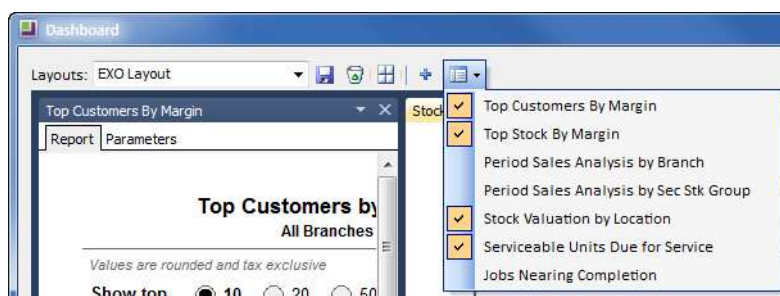 Dashboard
Layouts: EXO Layout
Top Customers By Margin
Stock
Report Parameters
Top Customers by
All Branches
Values are rounded and tax exclusive
Show top 10 20 50
Top Customers By Margin
Top Stock By Margin
Period Sales Analysis by Branch
Period Sales Analysis by Sec Stk Group
Stock Valuation by Location
Serviceable Units Due for Service
Jobs Nearing Completion